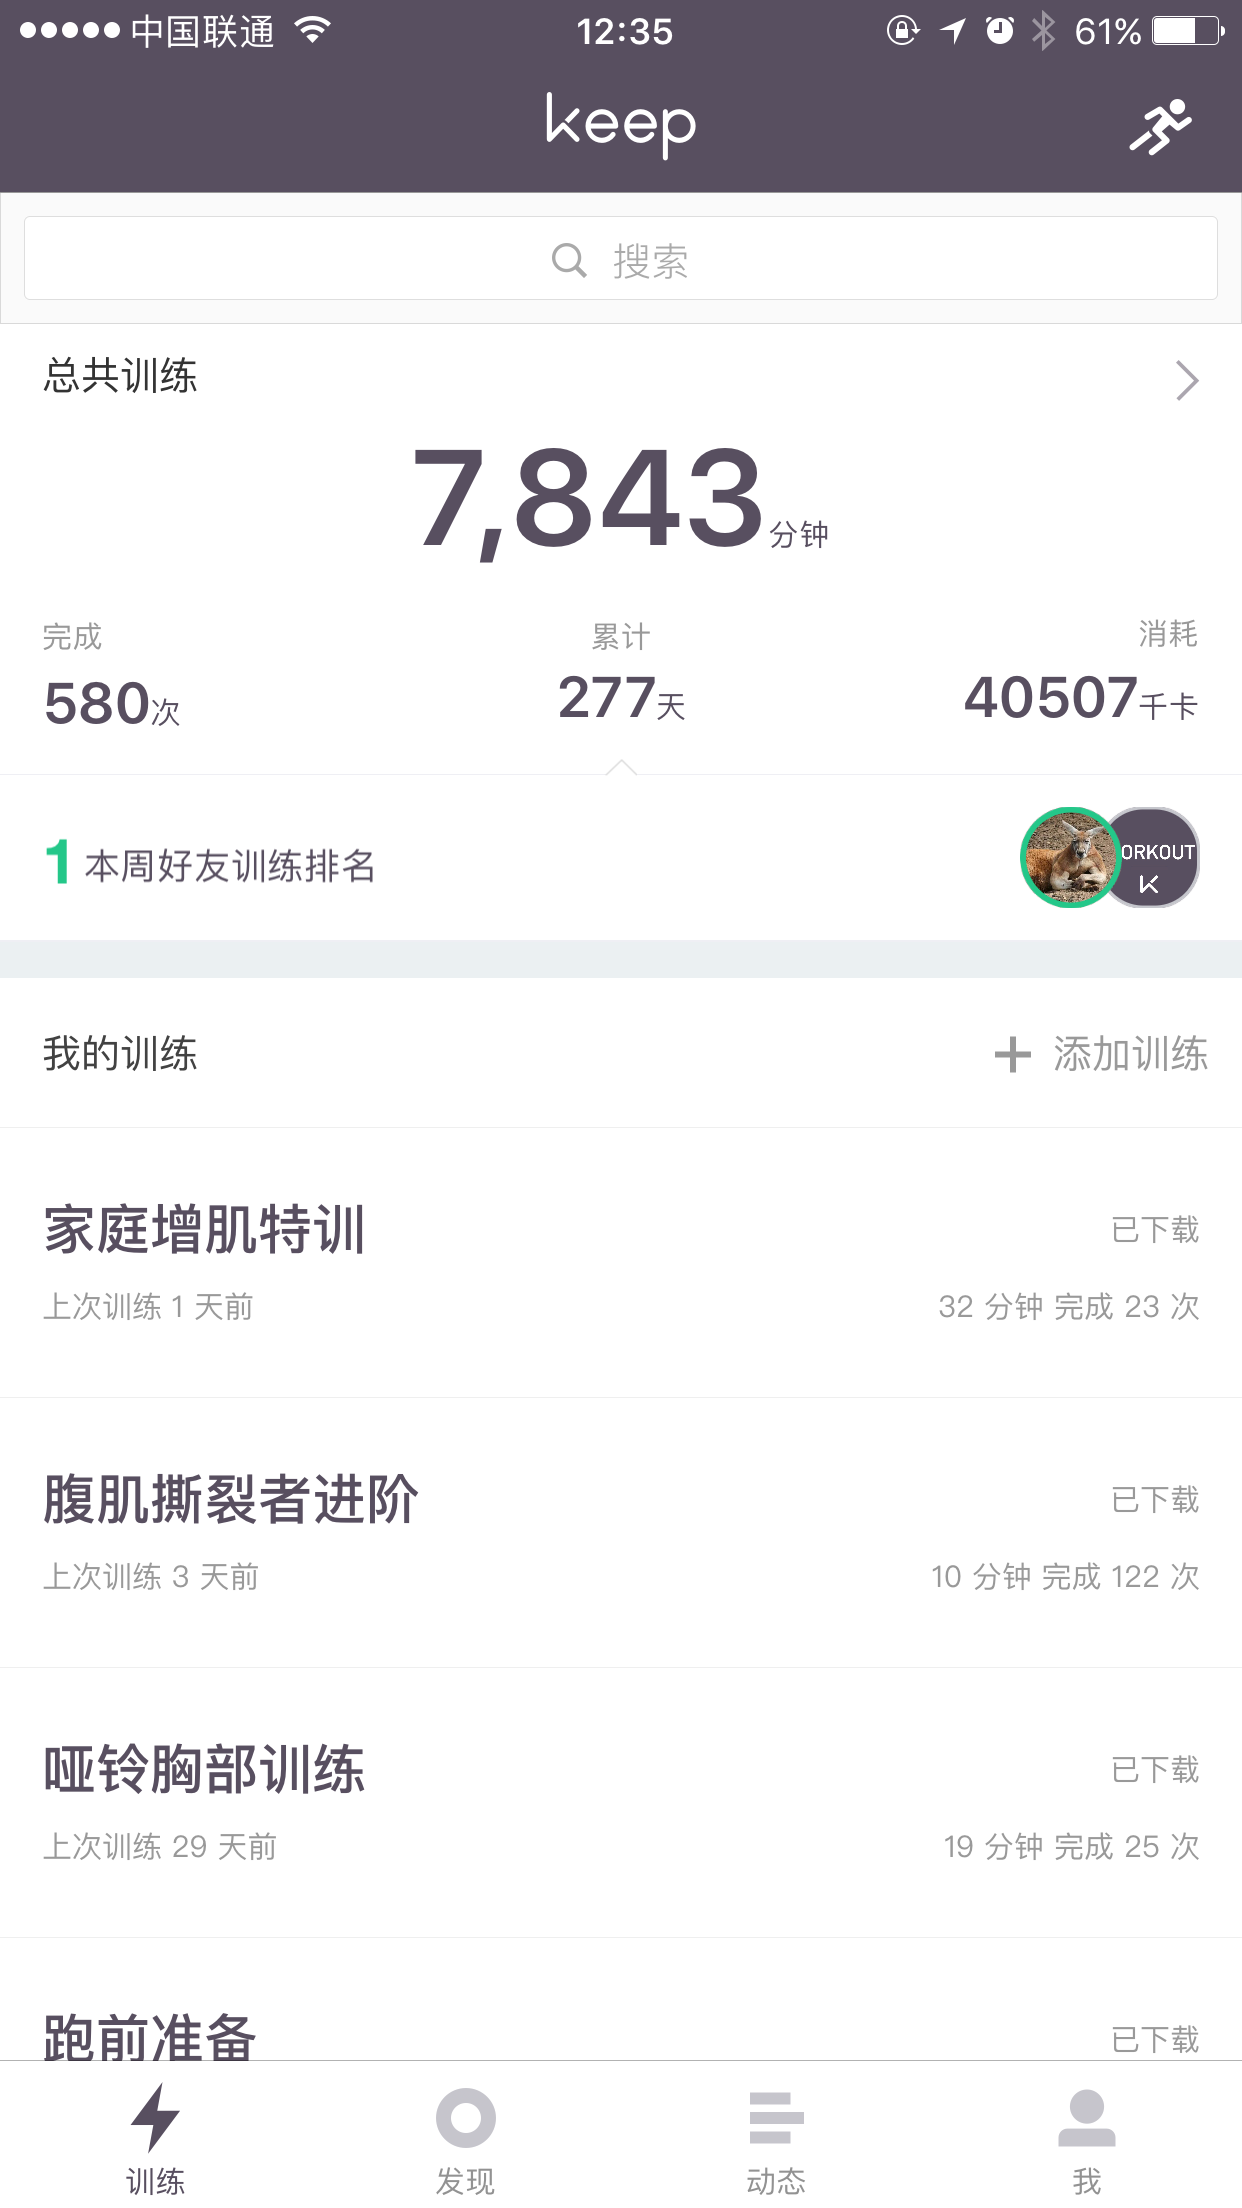 中国联通 12:35 61%
keep
搜索
总共训练
7,843分钟
完成 累计 消耗
580次 277天 40507千卡
1 本周好友训练排名
ORKOUT
K
我的训练 添加训练
家庭增肌特训 已下载
上次训练 1 天前 32 分钟 完成 23 次
腹肌撕裂者进阶 已下载
上次训练 3 天前 10 分钟 完成 122 次
哑铃胸部训练 已下载
上次训练 29 天前 19 分钟 完成 25 次
跑前准备 已下载
训练 发现 动态 我